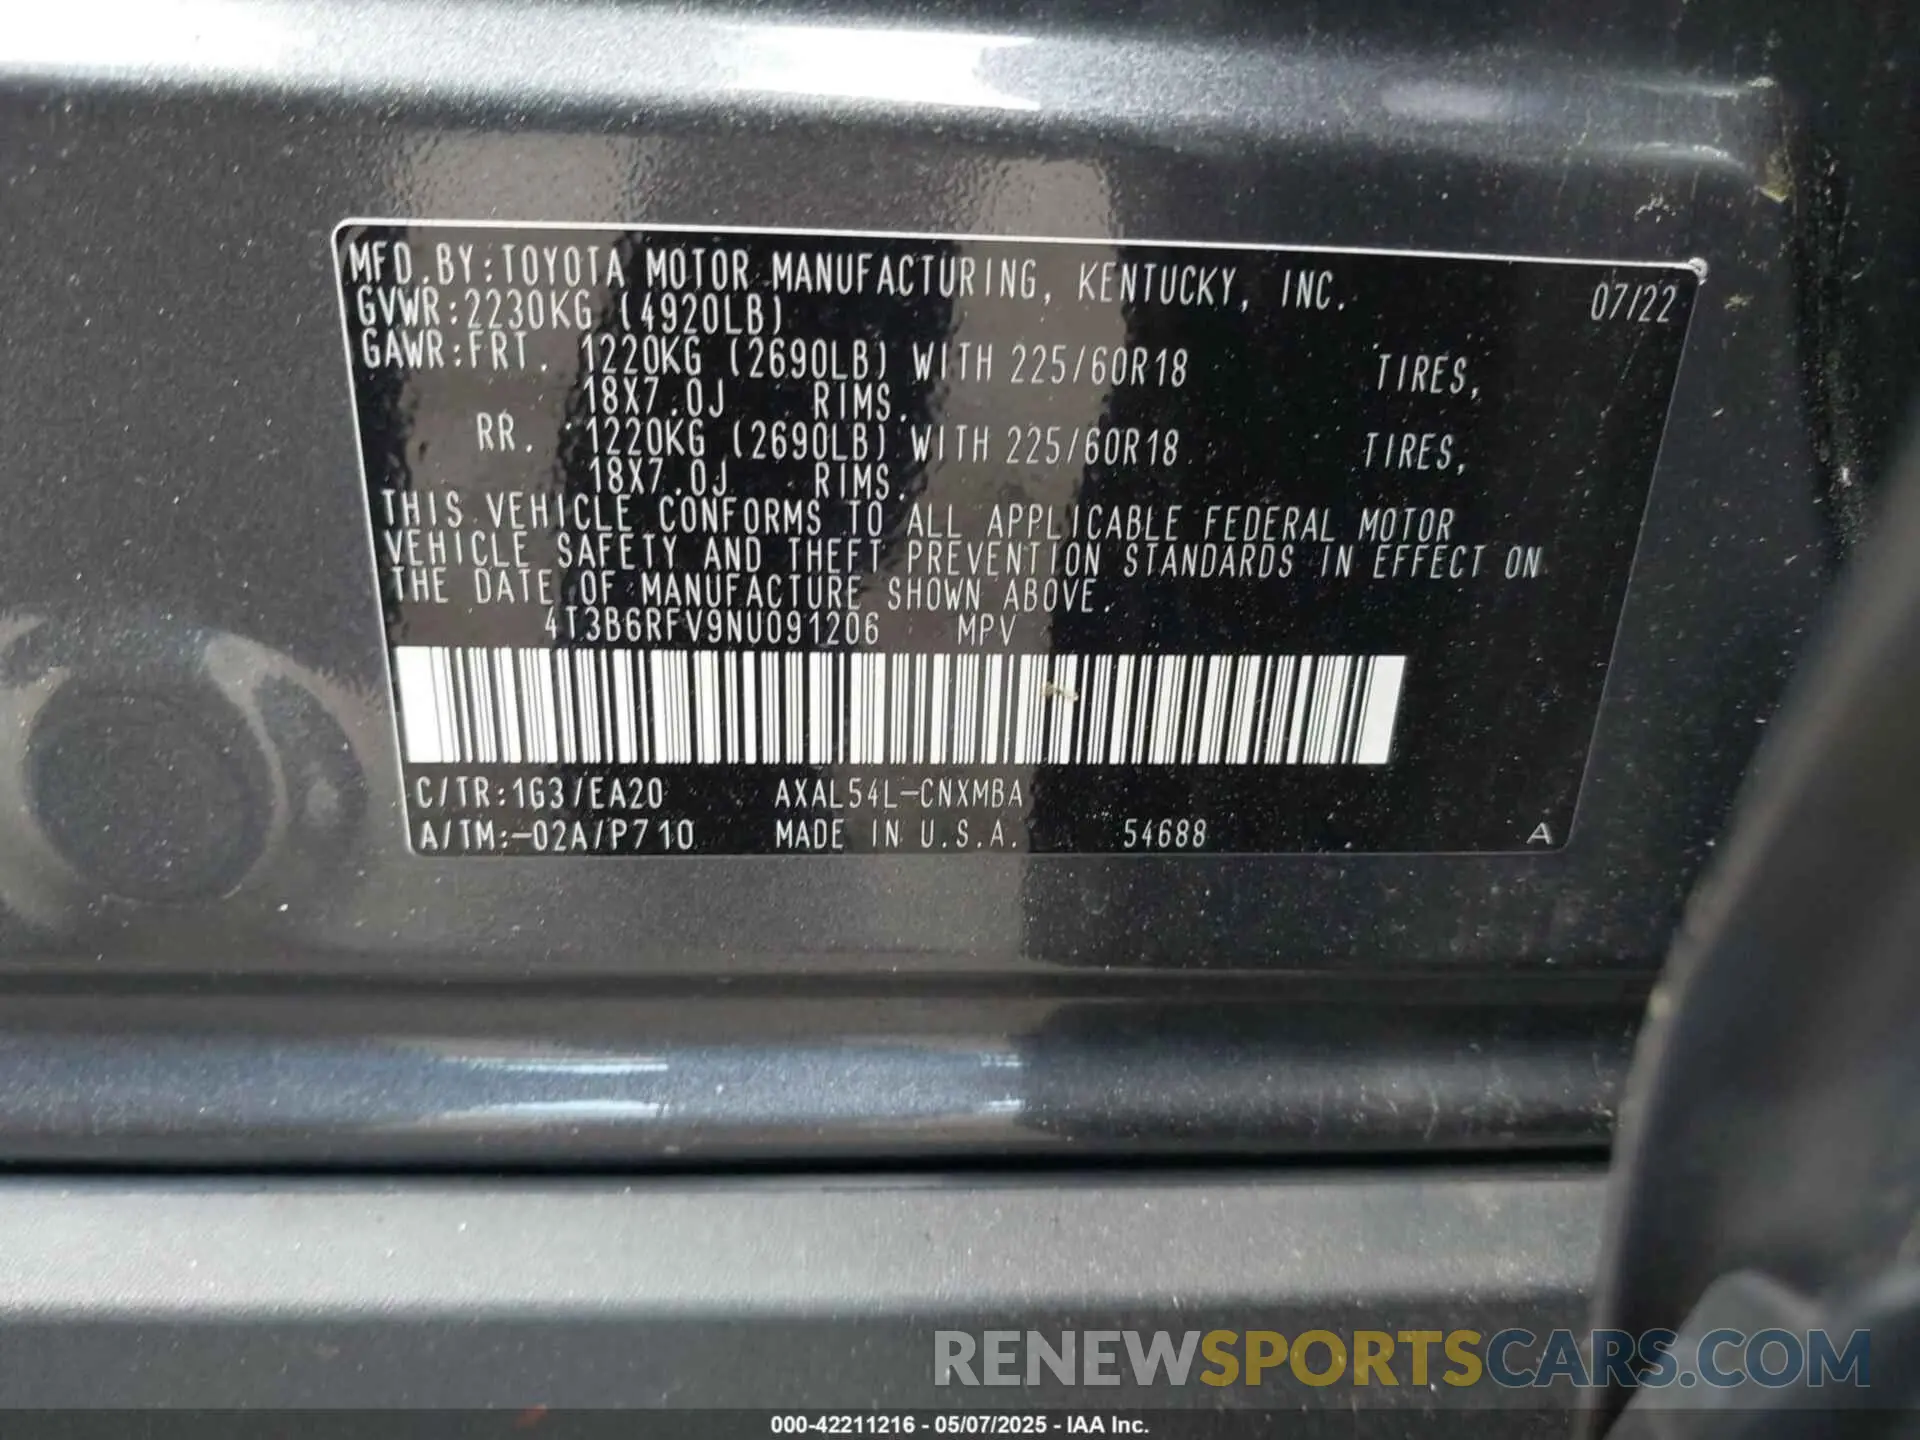 MFD.BY:TOYOTA MOTOR MANUFACTURING, KENTUCKY, INC. 07/22
GVWR:2230KG (4920LB)
GAWR:FRT. 1220KG (2690LB) WITH 225/60R18 TIRES,
18X7.0J RIMS.
RR. 1220KG (2690LB) WITH 225/60R18 TIRES,
18X7.0J RIMS.
THIS VEHICLE CONFORMS TO ALL APPLICABLE FEDERAL MOTOR
VEHICLE SAFETY AND THEFT PREVENTION STANDARDS IN EFFECT ON
THE DATE OF MANUFACTURE SHOWN ABOVE.
4T3B6RFV9NU091206 MPV
C/TR:1G3/EA20 AXAL54L-CNXMBA
A/TM:-02A/P710 MADE IN U.S.A. 54688 A
RENEWSPORTSCARS.COM
000-42211216 - 05/07/2025 - IAA Inc.